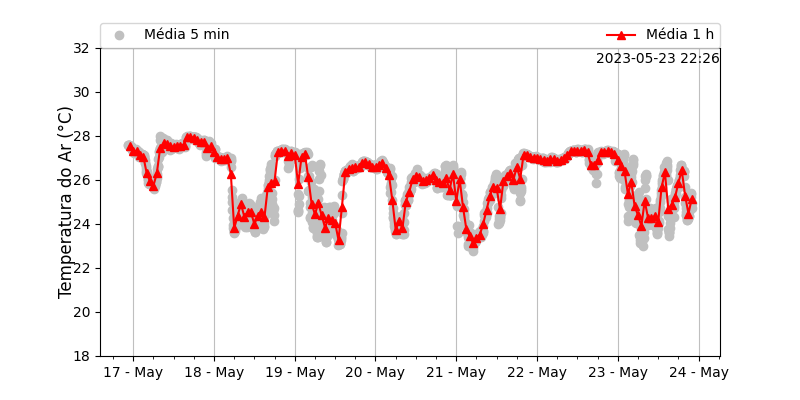 Média 5 min
Média 1 h
2023-05-23 22:26
Temperatura do Ar (°C)
32
30
28
26
24
22
20
18
17 - May
18 - May
19 - May
20 - May
21 - May
22 - May
23 - May
24 - May